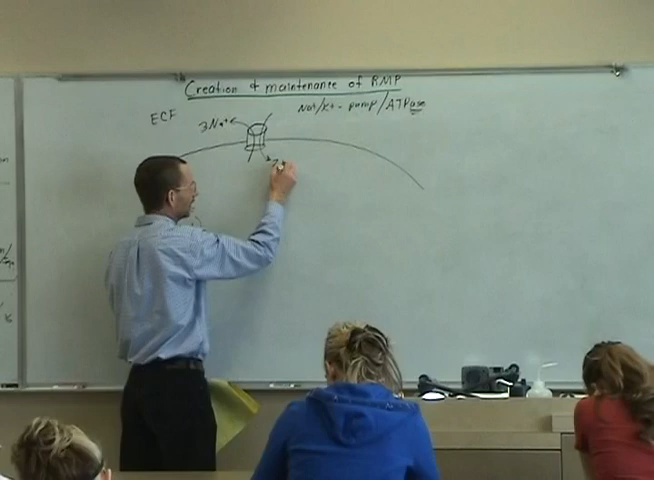 Creation & maintenance of RMP
Na+/K+- pump/ATPase
ECF
3Na+